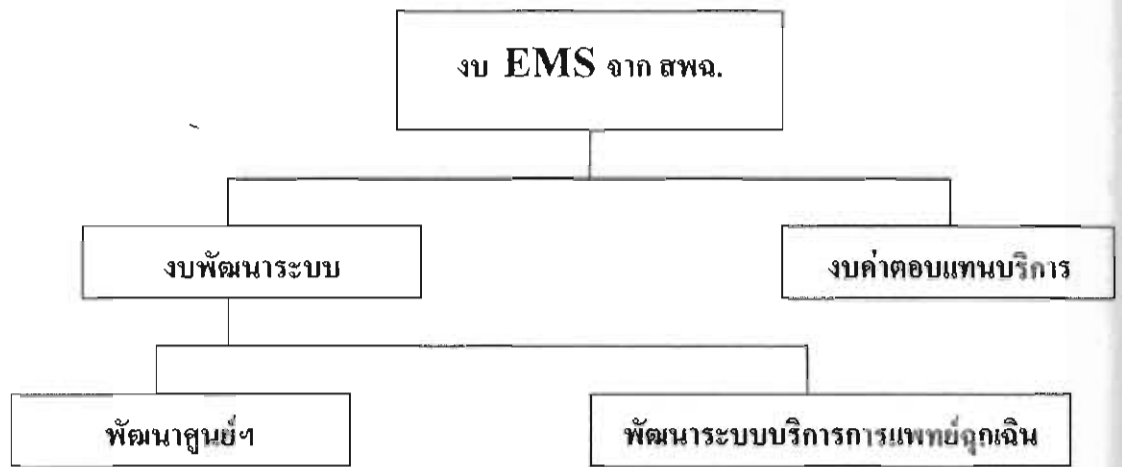 งบ EMS จาก สพฉ.
งบพัฒนาระบบ
งบค่าตอบแทนบริการ
พัฒนาศูนย์ฯ
พัฒนาระบบบริการการแพทย์ฉุกเฉิน